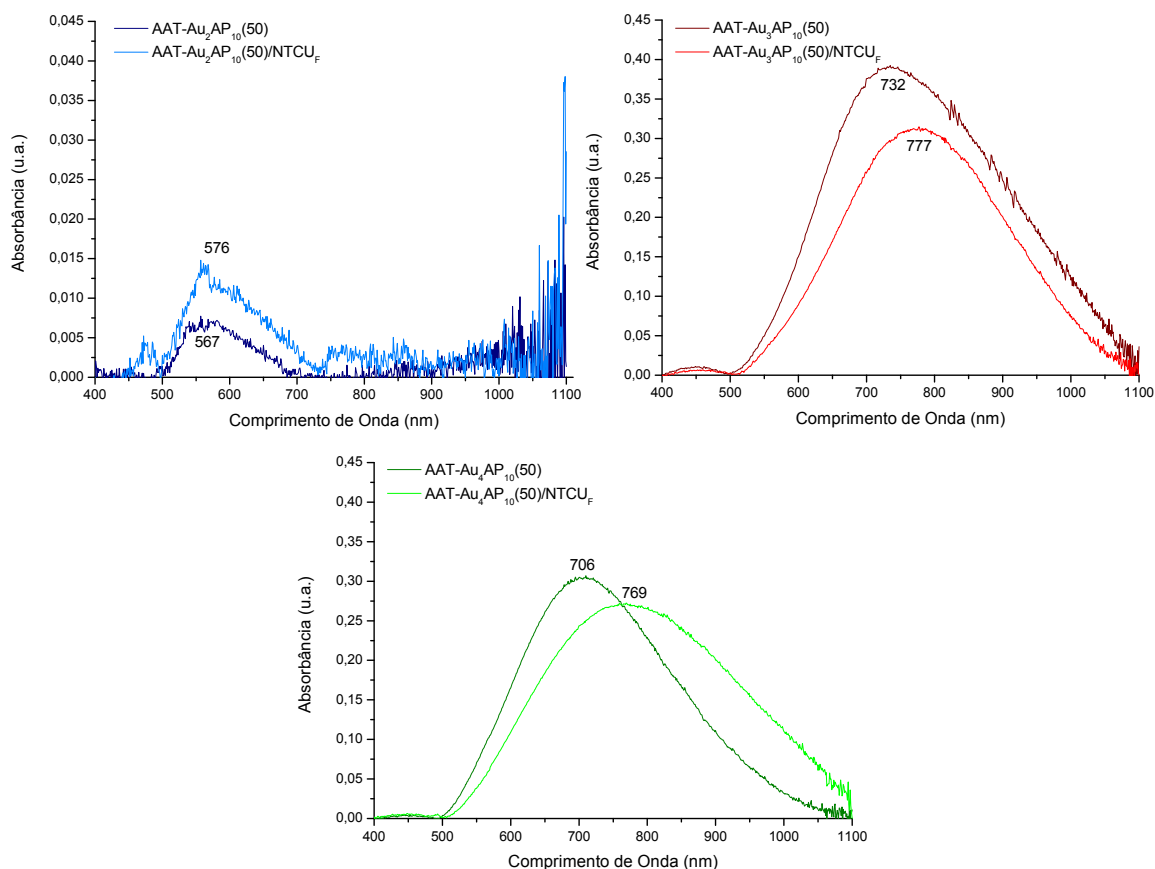 AAT-Au₂AP₁₀(50)
AAT-Au₂AP₁₀(50)/NTCU_F
0,045
0,040
0,035
0,030
0,025
0,020
0,015
0,010
0,005
0,000
Absorbância (u.a.)
576
567
400 500 600 700 800 900 1000 1100
Comprimento de Onda (nm)
AAT-Au₃AP₁₀(50)
AAT-Au₃AP₁₀(50)/NTCU_F
0,45
0,40
0,35
0,30
0,25
0,20
0,15
0,10
0,05
0,00
Absorbância (u.a.)
732
777
400 500 600 700 800 900 1000 1100
Comprimento de Onda (nm)
AAT-Au₄AP₁₀(50)
AAT-Au₄AP₁₀(50)/NTCU_F
0,45
0,40
0,35
0,30
0,25
0,20
0,15
0,10
0,05
0,00
Absorbância (u.a.)
706
769
400 500 600 700 800 900 1000 1100
Comprimento de Onda (nm)